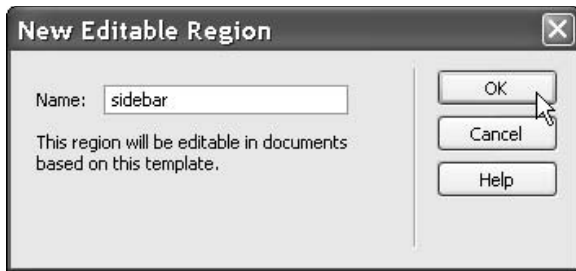 New Editable Region
Name: sidebar
This region will be editable in documents
based on this template.
OK
Cancel
Help